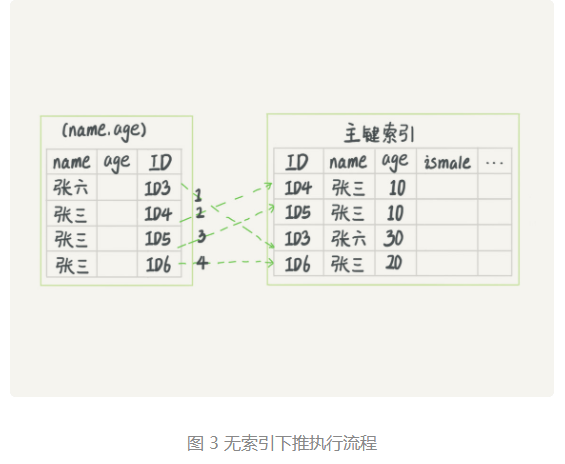 (name.age)
主键索引
name age ID
张六 ID3
张三 ID4
张三 ID5
张三 ID6
1
2
3
4
ID name age ismale ...
ID4 张三 10
ID5 张三 10
ID3 张六 30
ID6 张三 20
图 3 无索引下推执行流程